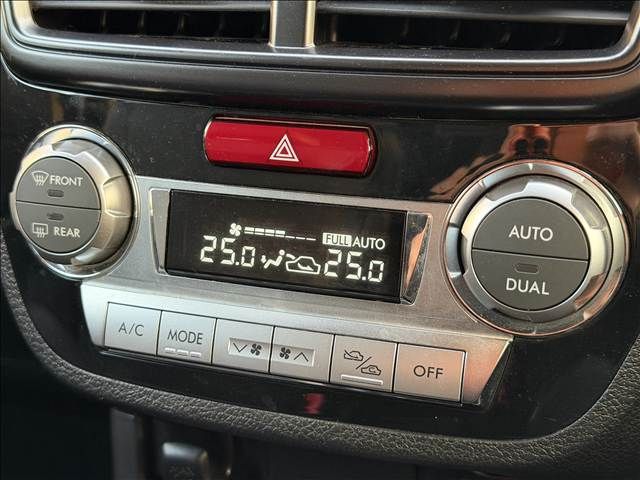 FRONT
REAR
FULL AUTO
25.0 25.0
AUTO
DUAL
A/C
MODE
OFF